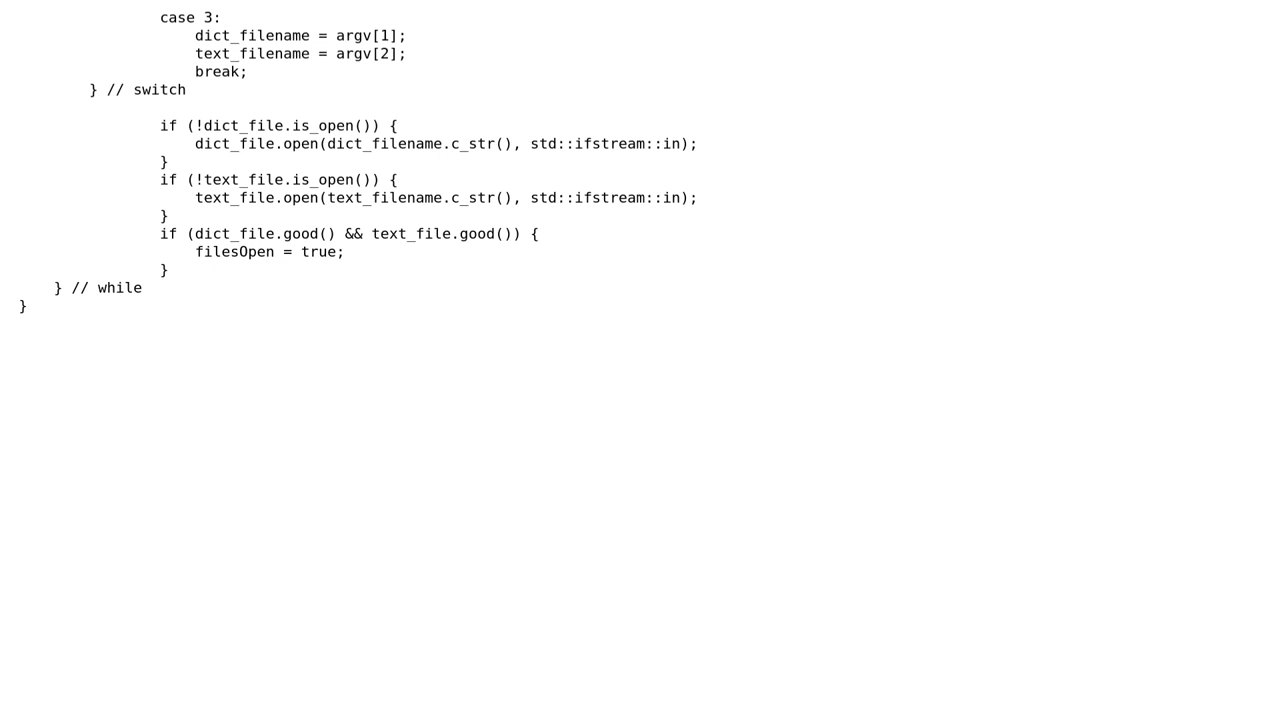 case 3:
dict_filename = argv[1];
text_filename = argv[2];
break;
} // switch
if (!dict_file.is_open()) {
dict_file.open(dict_filename.c_str(), std::ifstream::in);
}
if (!text_file.is_open()) {
text_file.open(text_filename.c_str(), std::ifstream::in);
}
if (dict_file.good() && text_file.good()) {
filesOpen = true;
}
} // while
}